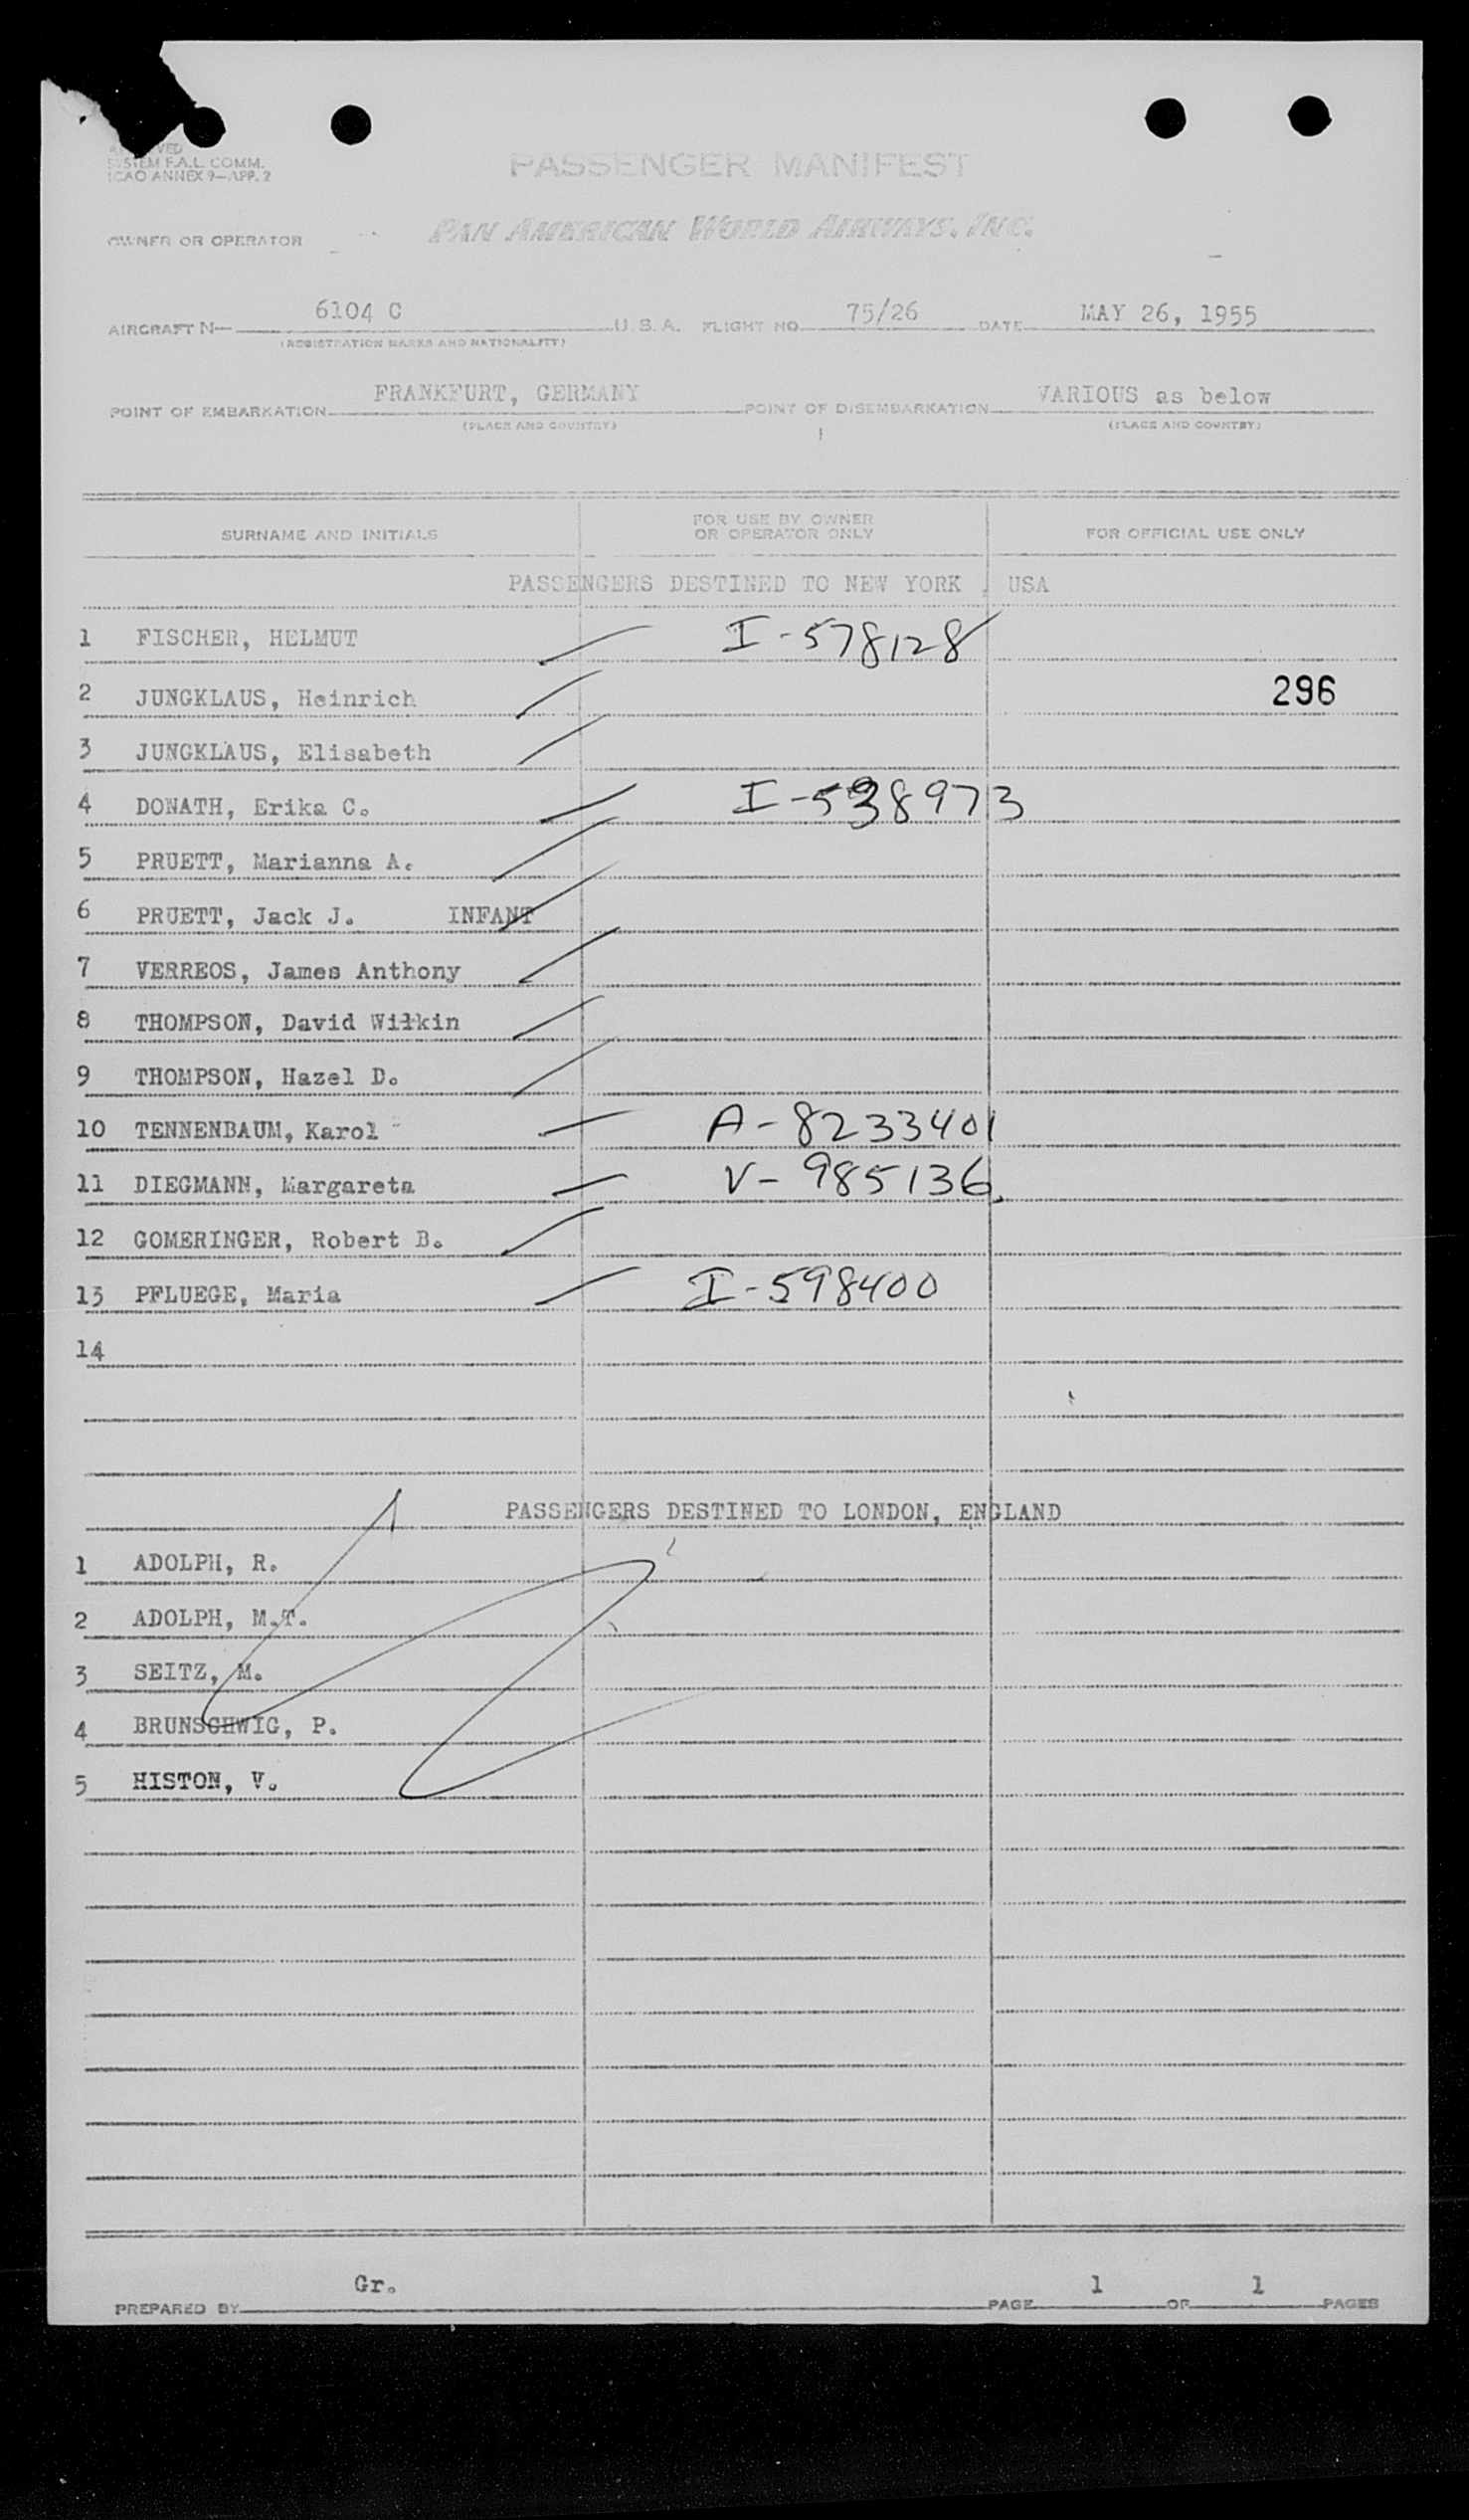 SYSTEM F.A.L. COMM.
ICAO ANNEX 9—APP. 2
PASSENGER MANIFEST
OWNER OR OPERATOR PAN AMERICAN WORLD AIRWAYS, INC.
AIRCRAFT N— 6104 C U.S.A. FLIGHT NO. 75/26 DATE MAY 26, 1955
(REGISTRATION MARKS AND NATIONALITY)
POINT OF EMBARKATION FRANKFURT, GERMANY POINT OF DISEMBARKATION VARIOUS as below
(PLACE AND COUNTRY) (PLACE AND COUNTRY)
SURNAME AND INITIALS FOR USE BY OWNER OR OPERATOR ONLY FOR OFFICIAL USE ONLY
PASSENGERS DESTINED TO NEW YORK, USA
1 FISCHER, HELMUT I-578128
2 JUNGKLAUS, Heinrich 296
3 JUNGKLAUS, Elisabeth
4 DONATH, Erika C. I-538973
5 PRUETT, Marianna A.
6 PRUETT, Jack J. INFANT
7 VERREOS, James Anthony
8 THOMPSON, David Wilkin
9 THOMPSON, Hazel D.
10 TENNENBAUM, Karol A-8233401
11 DIEGMANN, Margareta V-985136
12 GOMERINGER, Robert B.
13 PFLUEGE, Maria I-598400
14
PASSENGERS DESTINED TO LONDON, ENGLAND
1 ADOLPH, R.
2 ADOLPH, M.T.
3 SEITZ, M.
4 BRUNSCHWIG, P.
5 HISTON, V.
PREPARED BY Gr. PAGE 1 OF 1 PAGES